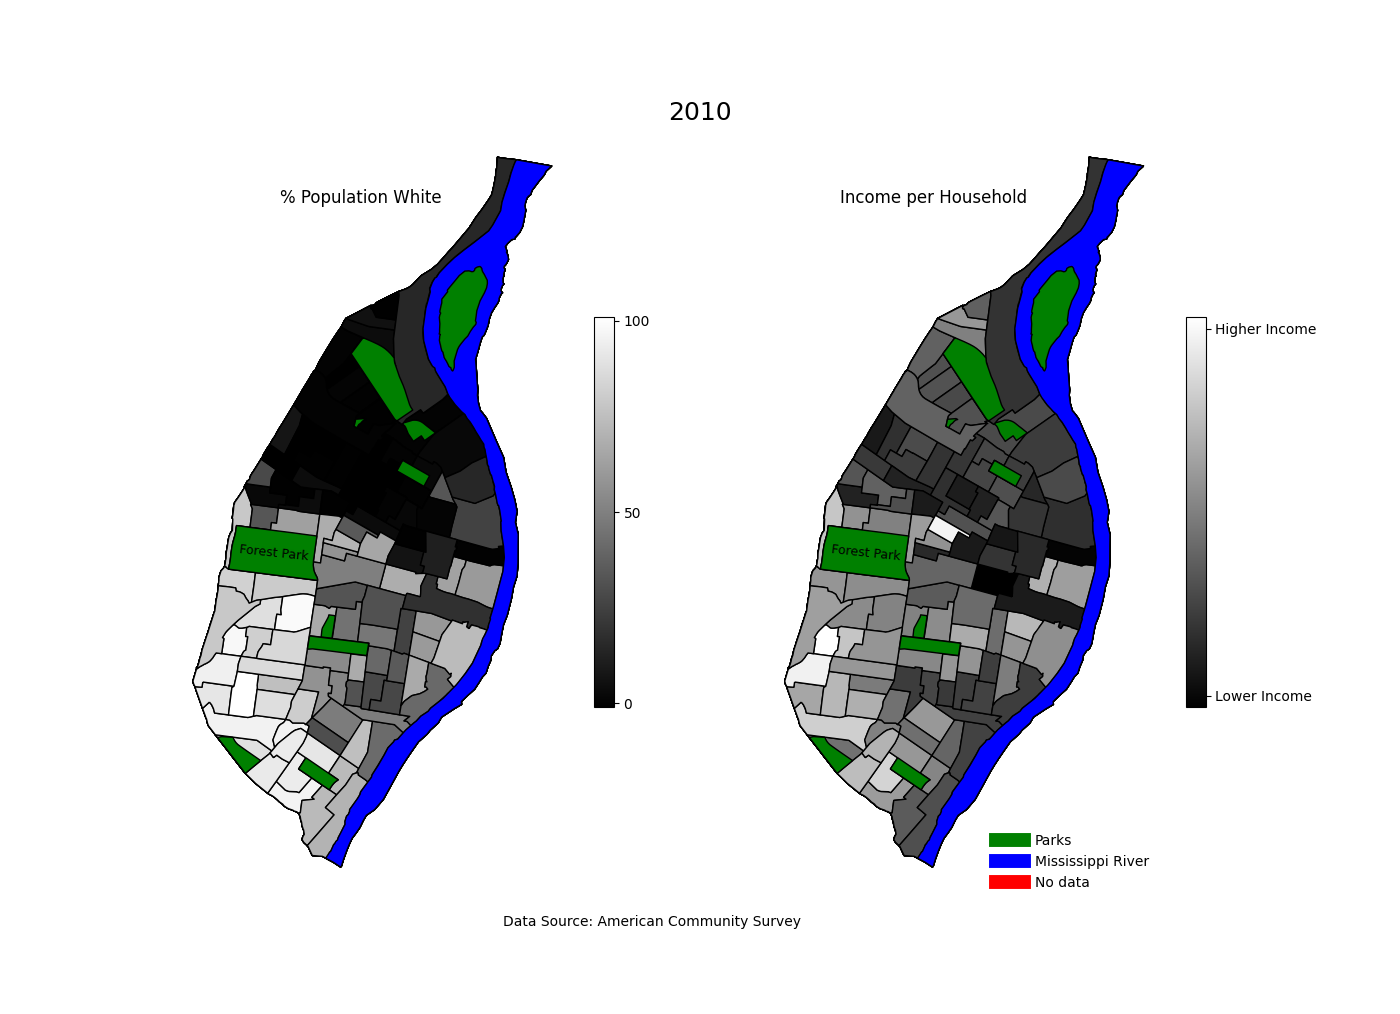 2010
% Population White
Income per Household
100
50
0
Higher Income
Lower Income
Forest Park
Forest Park
Parks
Mississippi River
No data
Data Source: American Community Survey